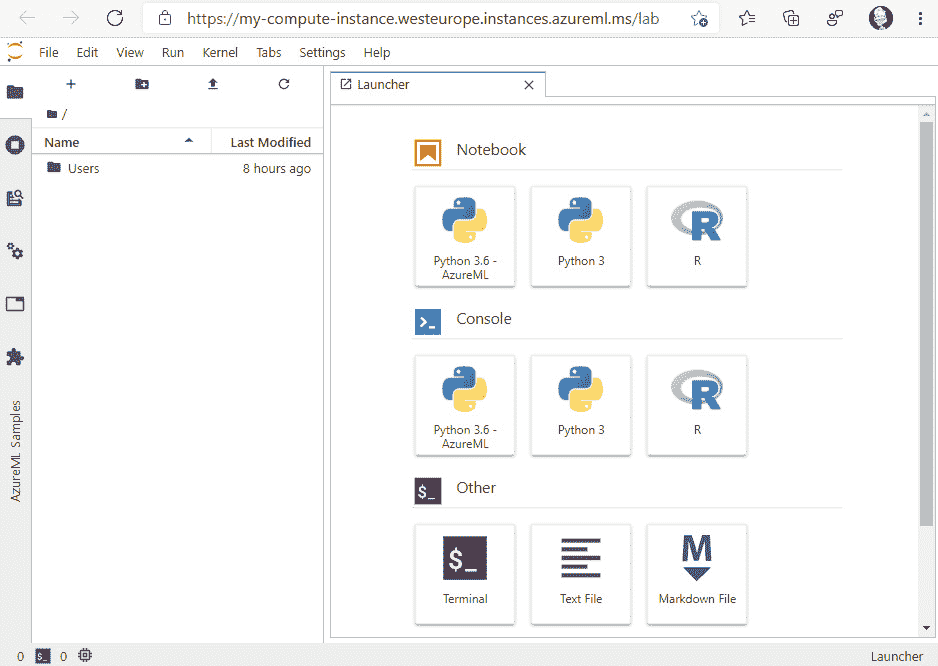 https://my-compute-instance.westeurope.instances.azureml.ms/lab
File Edit View Run Kernel Tabs Settings Help
Launcher
/
Name Last Modified
Users 8 hours ago
AzureML Samples
Notebook
Python 3.6 -
AzureML
Python 3
R
Console
Python 3.6 -
AzureML
Python 3
R
$_ Other
$_
Terminal
Text File
M
Markdown File
0 $_ 0 Launcher